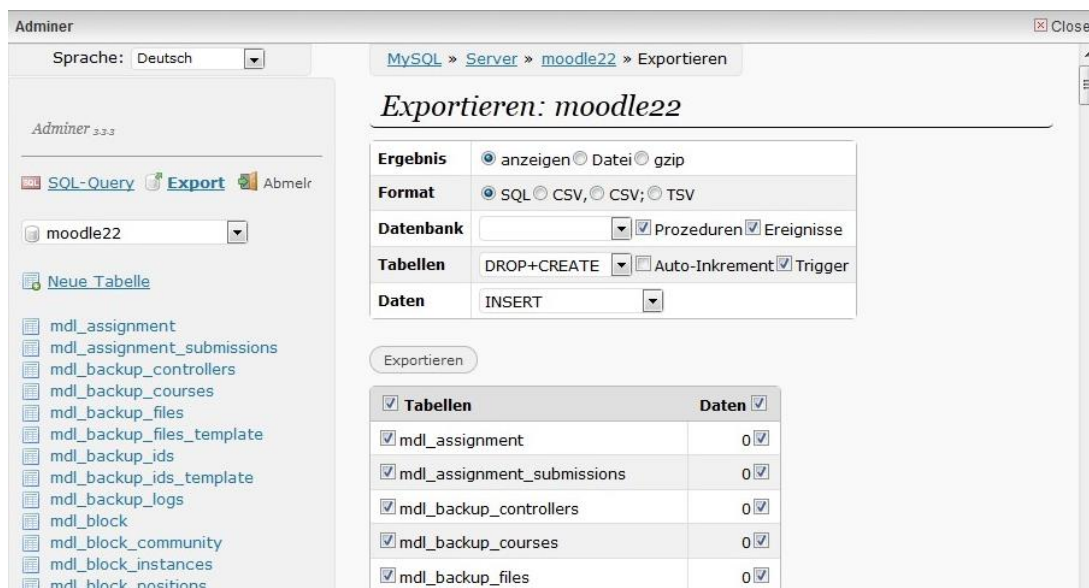 Adminer
Close
Sprache: Deutsch
Adminer 3.3.3
SQL-Query Export Abmelr
moodle22
Neue Tabelle
mdl_assignment
mdl_assignment_submissions
mdl_backup_controllers
mdl_backup_courses
mdl_backup_files
mdl_backup_files_template
mdl_backup_ids
mdl_backup_ids_template
mdl_backup_logs
mdl_block
mdl_block_community
mdl_block_instances
mdl_block_positions
MySQL » Server » moodle22 » Exportieren
Exportieren: moodle22
Ergebnis anzeigen Datei gzip
Format SQL CSV, CSV; TSV
Datenbank Prozeduren Ereignisse
Tabellen DROP+CREATE Auto-Inkrement Trigger
Daten INSERT
Exportieren
Tabellen Daten
mdl_assignment 0
mdl_assignment_submissions 0
mdl_backup_controllers 0
mdl_backup_courses 0
mdl_backup_files 0